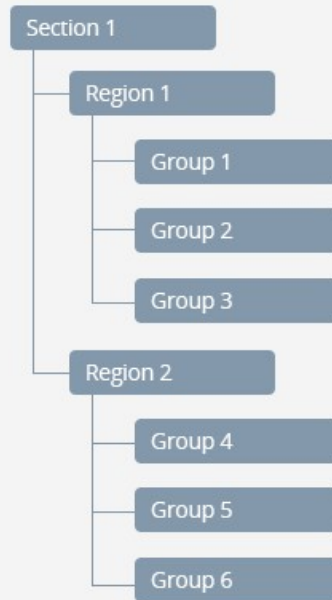 Section 1
Region 1
Group 1
Group 2
Group 3
Region 2
Group 4
Group 5
Group 6